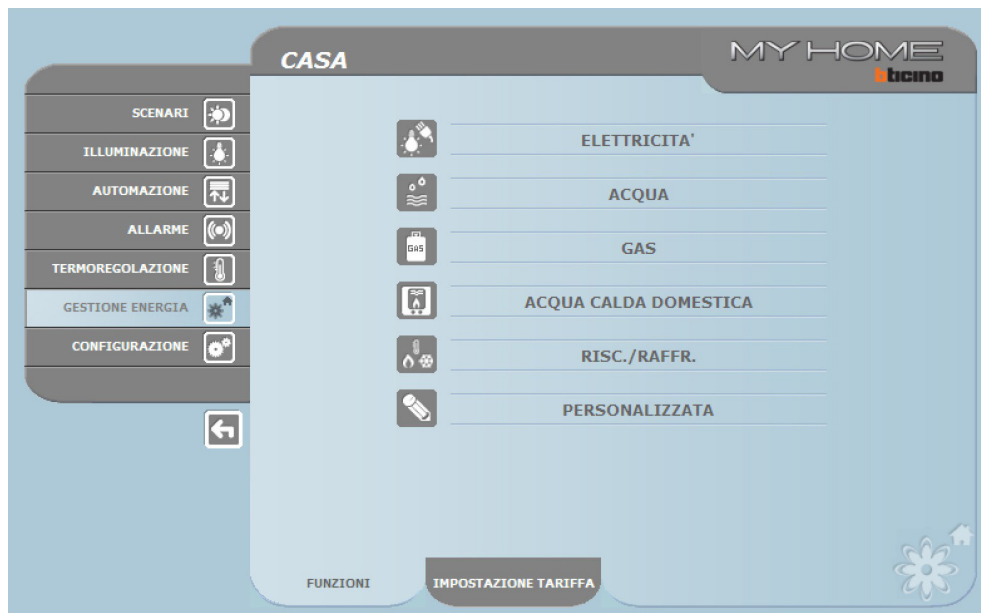 CASA
MY HOME
bticino
SCENARI
ILLUMINAZIONE
AUTOMAZIONE
ALLARME
TERMOREGOLAZIONE
GESTIONE ENERGIA
CONFIGURAZIONE
ELETTRICITA'
ACQUA
GAS
GAS
ACQUA CALDA DOMESTICA
RISC./RAFFR.
PERSONALIZZATA
FUNZIONI
IMPOSTAZIONE TARIFFA